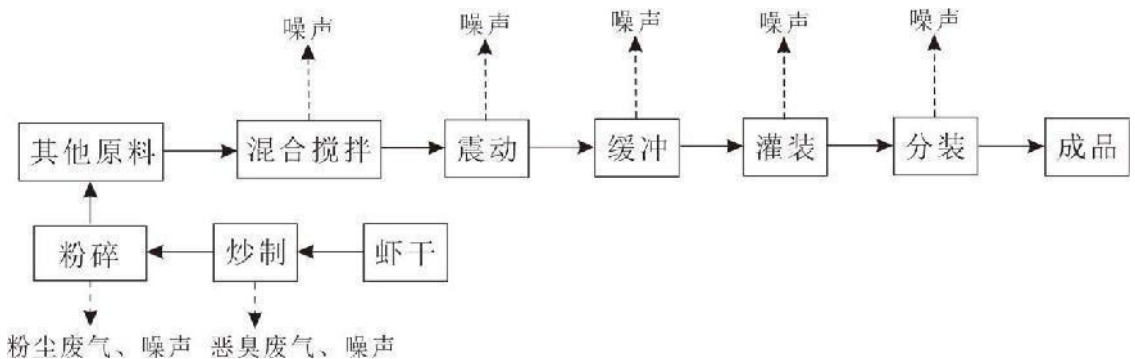 噪声 噪声 噪声 噪声 噪声
其他原料 混合搅拌 震动 缓冲 灌装 分装 成品
粉碎 炒制 虾干
粉尘废气、噪声 恶臭废气、噪声